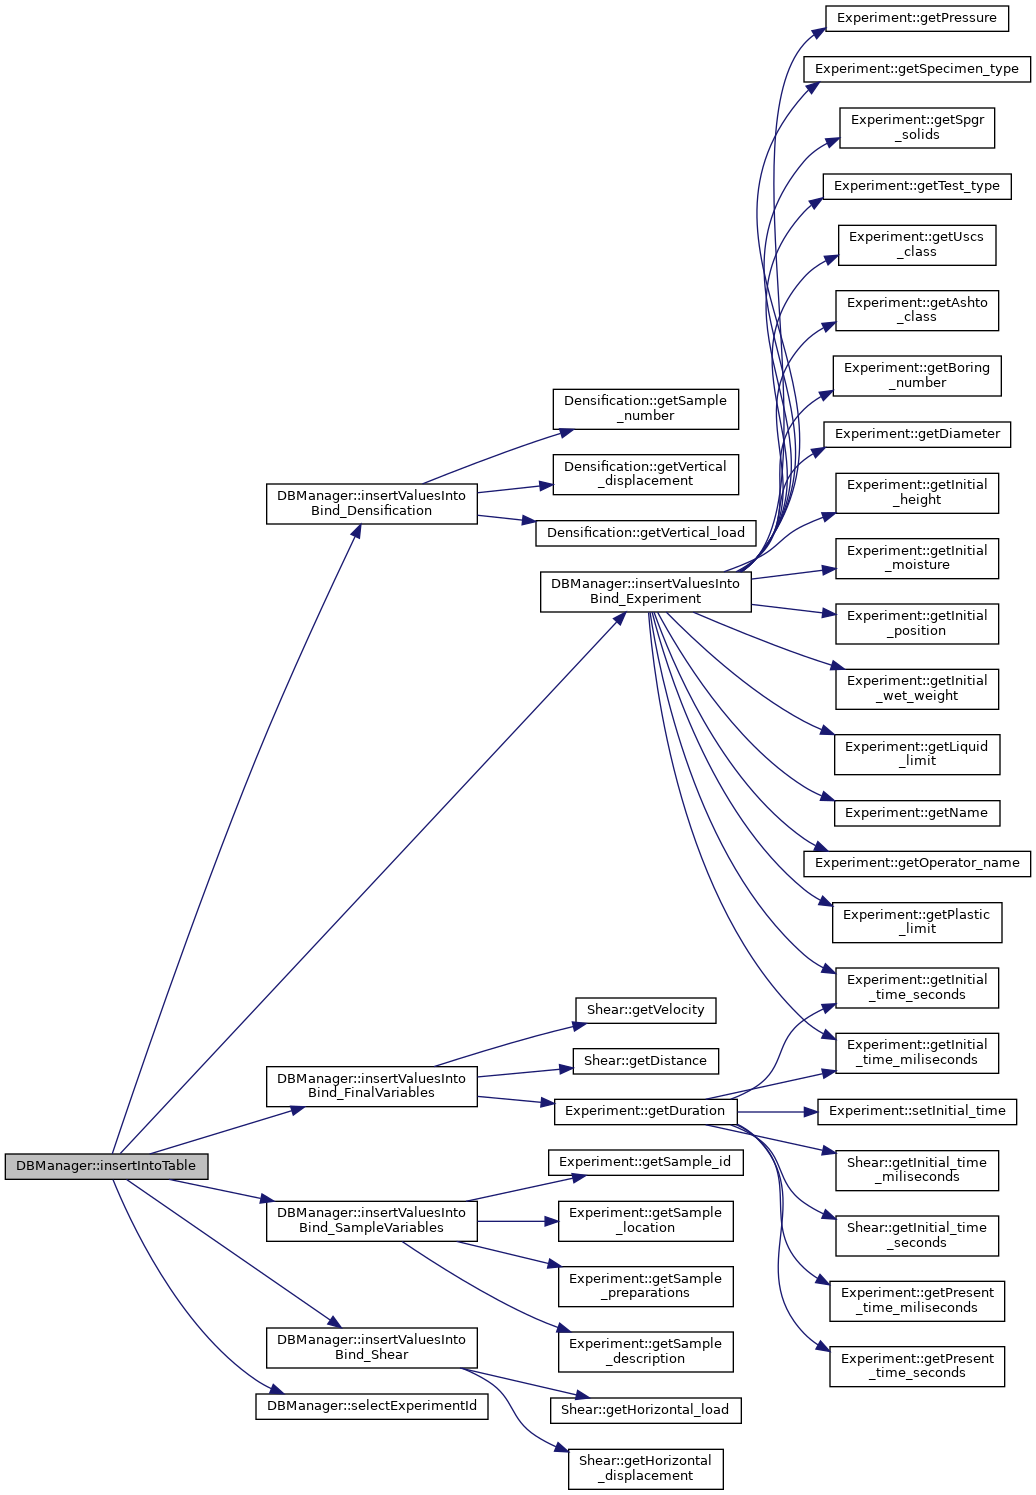 Experiment::getPressure
Experiment::getSpecimen_type
Experiment::getSpgr
_solids
Experiment::getTest_type
Experiment::getUscs
_class
Experiment::getAshto
_class
Experiment::getBoring
_number
Experiment::getDiameter
Experiment::getInitial
_height
Experiment::getInitial
_moisture
Experiment::getInitial
_position
Experiment::getInitial
_wet_weight
Experiment::getLiquid
_limit
Experiment::getName
Experiment::getOperator_name
Experiment::getPlastic
_limit
Experiment::getInitial
_time_seconds
Experiment::getInitial
_time_miliseconds
Experiment::setInitial_time
Shear::getInitial_time
_miliseconds
Shear::getInitial_time
_seconds
Experiment::getPresent
_time_miliseconds
Experiment::getPresent
_time_seconds
Densification::getSample
_number
Densification::getVertical
_displacement
Densification::getVertical_load
DBManager::insertValuesInto
Bind_Experiment
Shear::getVelocity
Shear::getDistance
Experiment::getDuration
Experiment::getSample_id
Experiment::getSample
_location
Experiment::getSample
_preparations
Experiment::getSample
_description
Shear::getHorizontal_load
Shear::getHorizontal
_displacement
DBManager::insertValuesInto
Bind_Densification
DBManager::insertValuesInto
Bind_FinalVariables
DBManager::insertValuesInto
Bind_SampleVariables
DBManager::insertValuesInto
Bind_Shear
DBManager::selectExperimentId
DBManager::insertIntoTable